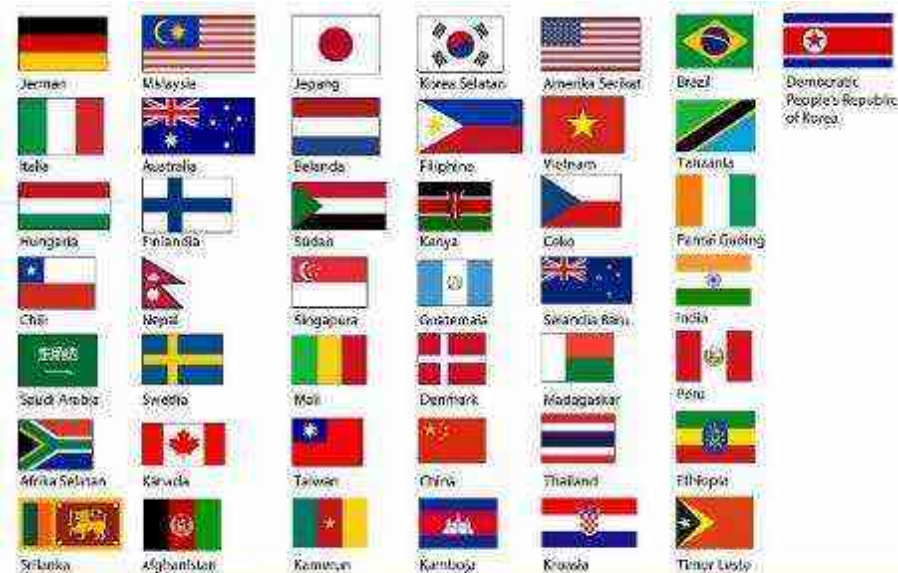 Jerman
Malaysia
Jepang
Korea Selatan
Amerika Serikat
Brazil
Democratic
People's Republic
of Korea
Italia
Australia
Belanda
Filiphina
Vietnam
Tanzania
Hungaria
Finlandia
Sudan
Kenya
Ceko
Pantai Gading
Chili
Nepal
Singapura
Guatemala
Selandia Baru
India
Saudi Arabia
Swedia
Mali
Denmark
Madagaskar
Peru
Afrika Selatan
Kanada
Taiwan
China
Thailand
Ethiopia
Srilanka
Afghanistan
Kamerun
Kamboja
Kroasia
Timur Leste